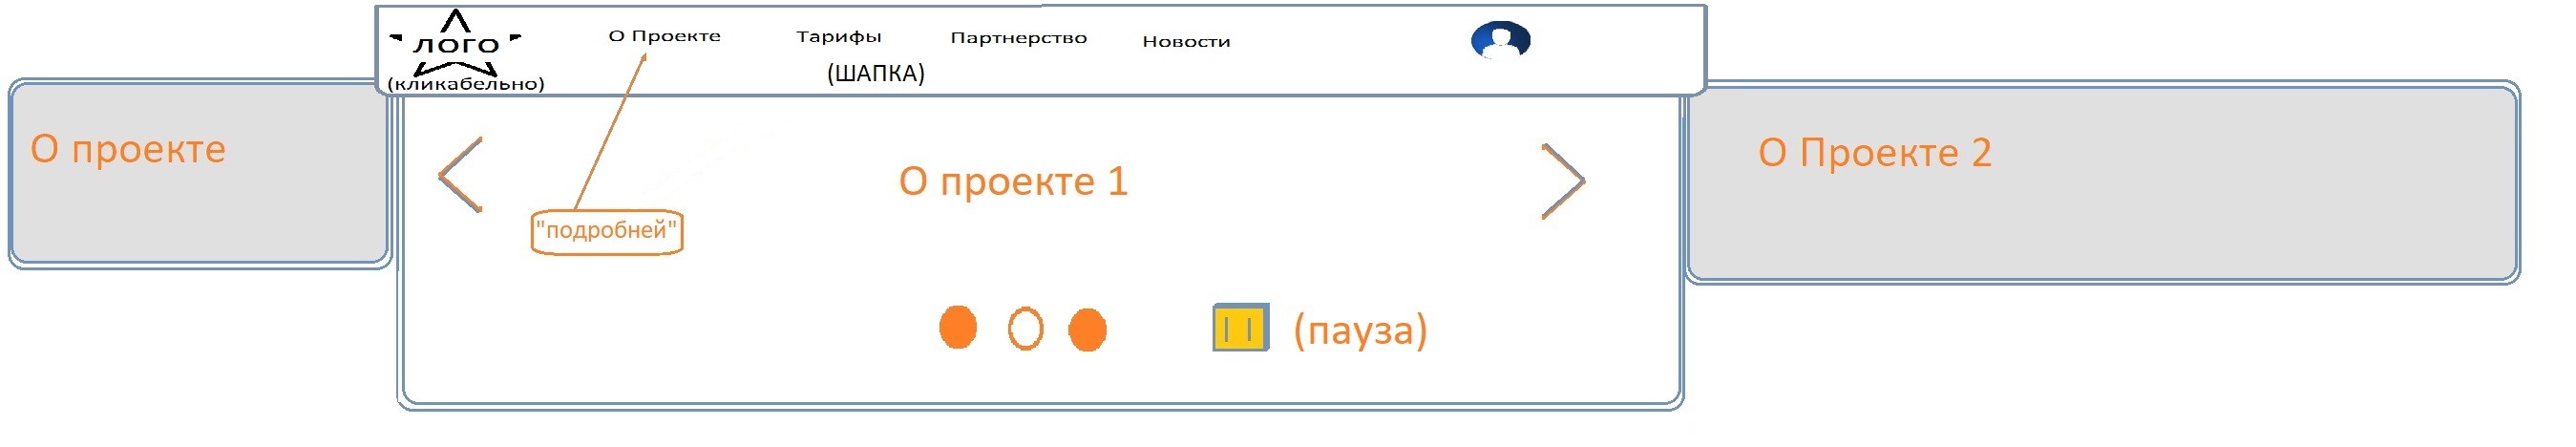 ЛОГО
(кликабельно)
О Проекте
Тарифы
Партнерство
Новости
(ШАПКА)
О проекте
О проекте 1
О Проекте 2
"подробней"
(пауза)